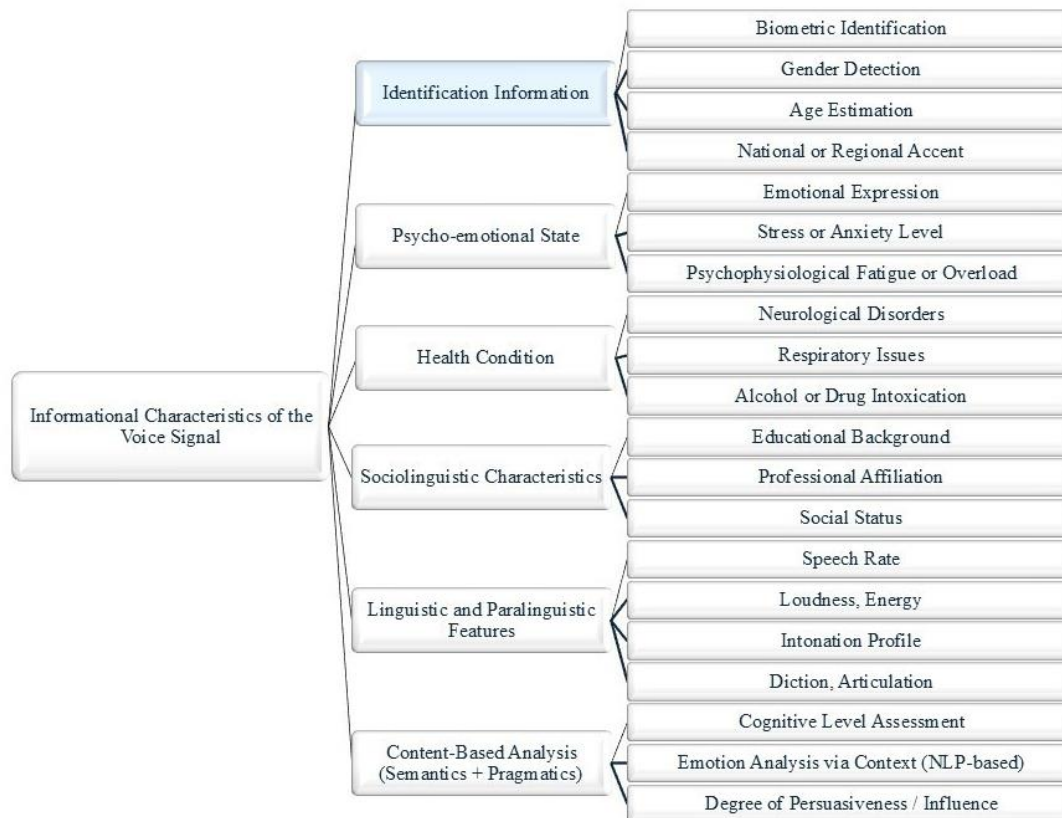 Informational Characteristics of the
Voice Signal
Identification Information
Biometric Identification
Gender Detection
Age Estimation
National or Regional Accent
Psycho-emotional State
Emotional Expression
Stress or Anxiety Level
Psychophysiological Fatigue or Overload
Health Condition
Neurological Disorders
Respiratory Issues
Alcohol or Drug Intoxication
Sociolinguistic Characteristics
Educational Background
Professional Affiliation
Social Status
Linguistic and Paralinguistic
Features
Speech Rate
Loudness, Energy
Intonation Profile
Diction, Articulation
Content-Based Analysis
(Semantics + Pragmatics)
Cognitive Level Assessment
Emotion Analysis via Context (NLP-based)
Degree of Persuasiveness / Influence